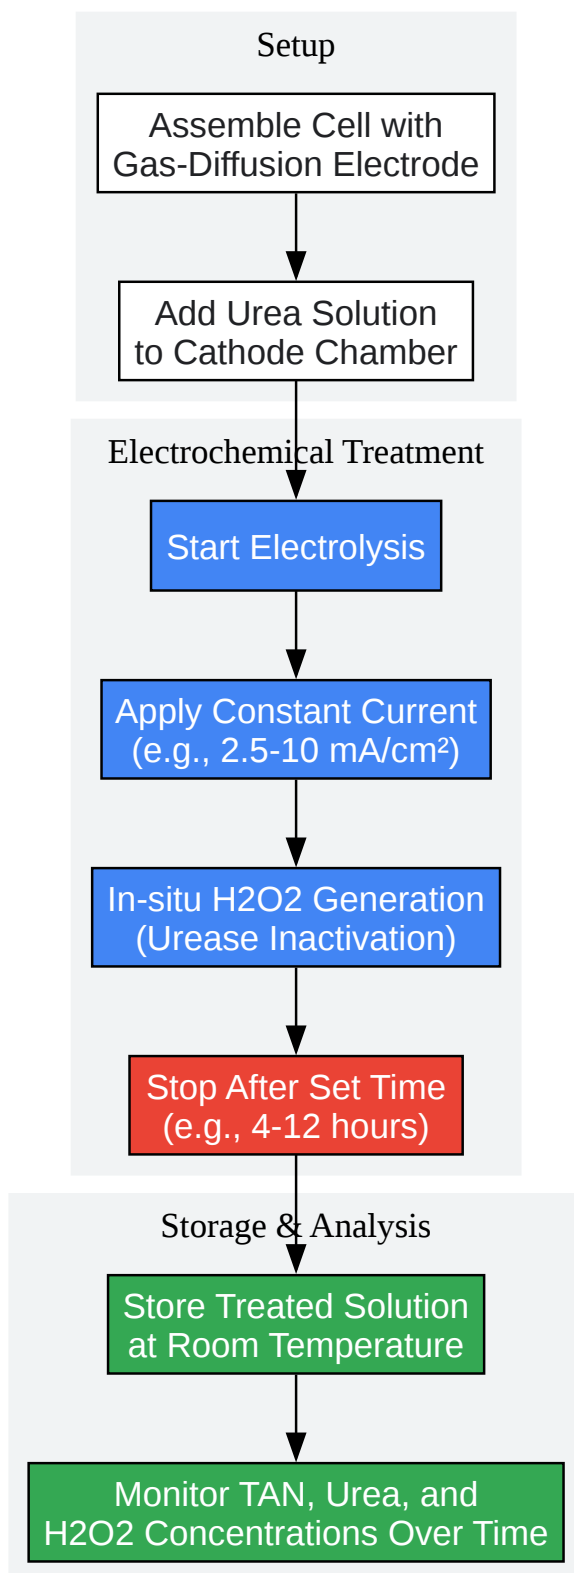 Setup
Assemble Cell with
Gas-Diffusion Electrode
Add Urea Solution
to Cathode Chamber
Electrochemical Treatment
Start Electrolysis
Apply Constant Current
(e.g., 2.5-10 mA/cm²)
In-situ H2O2 Generation
(Urease Inactivation)
Stop After Set Time
(e.g., 4-12 hours)
Storage & Analysis
Store Treated Solution
at Room Temperature
Monitor TAN, Urea, and
H2O2 Concentrations Over Time